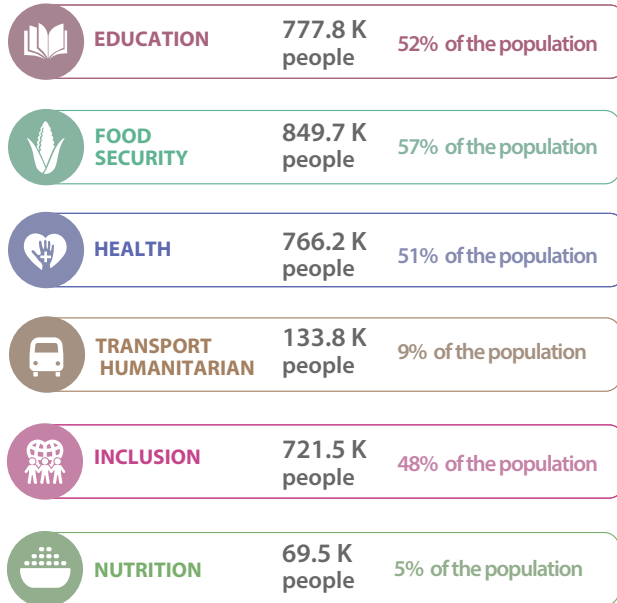 EDUCATION
777.8 K
people
52% of the population
FOOD
SECURITY
849.7 K
people
57% of the population
HEALTH
766.2 K
people
51% of the population
TRANSPORT
HUMANITARIAN
133.8 K
people
9% of the population
INCLUSION
721.5 K
people
48% of the population
NUTRITION
69.5 K
people
5% of the population